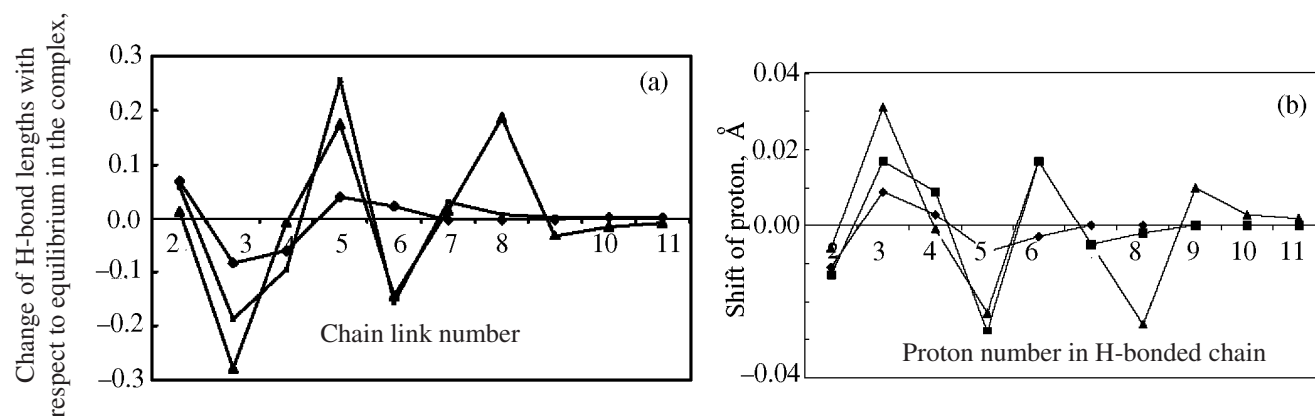 Change of H-bond lengths with
respect to equilibrium in the complex,
0.3
0.2
0.1
0.0
–0.1
–0.2
–0.3
(a)
2 3 4 5 6 7 8 10 11
Chain link number
Shift of proton, Å
0.04
0.02
0.00
–0.04
(b)
2 3 4 5 6 7 8 9 10 11
Proton number in H-bonded chain